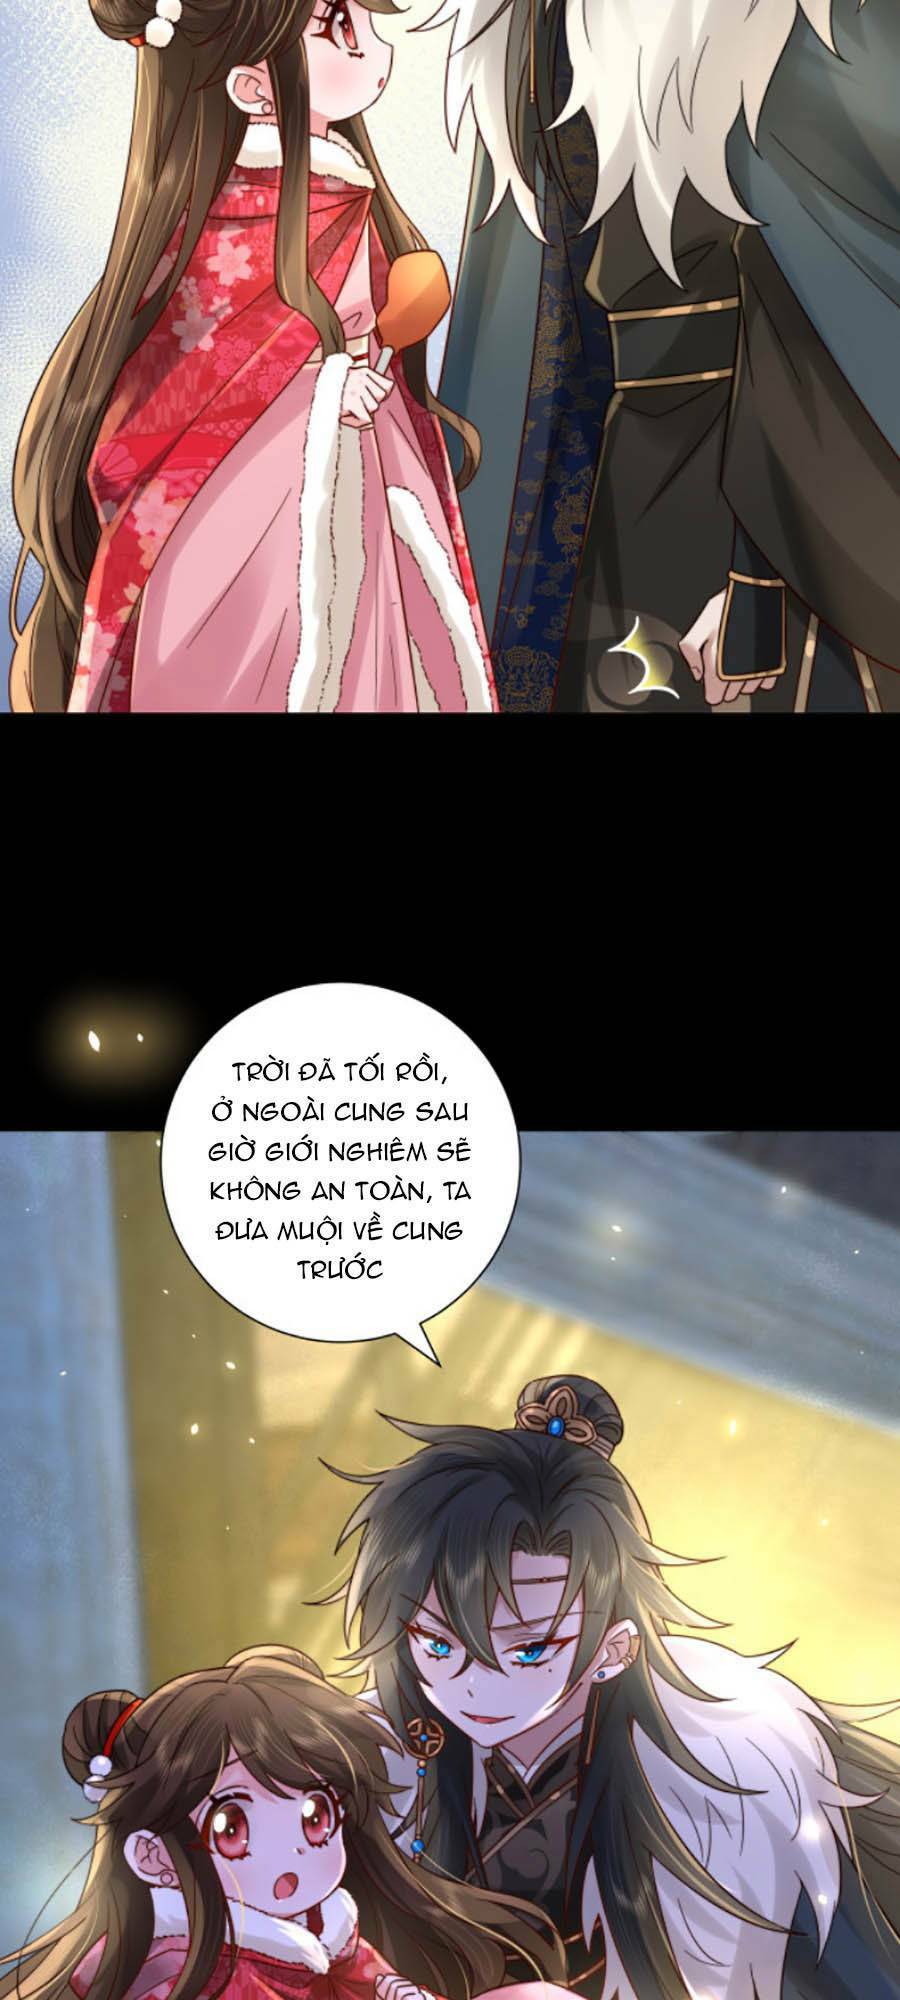 TRỜI ĐÃ TỐI RỒI,
Ở NGOÀI CUNG SAU
GIỜ GIỚI NGHIÊM SẼ
KHÔNG AN TOÀN, TA
ĐƯA MUỘI VỀ CUNG
TRƯỚC